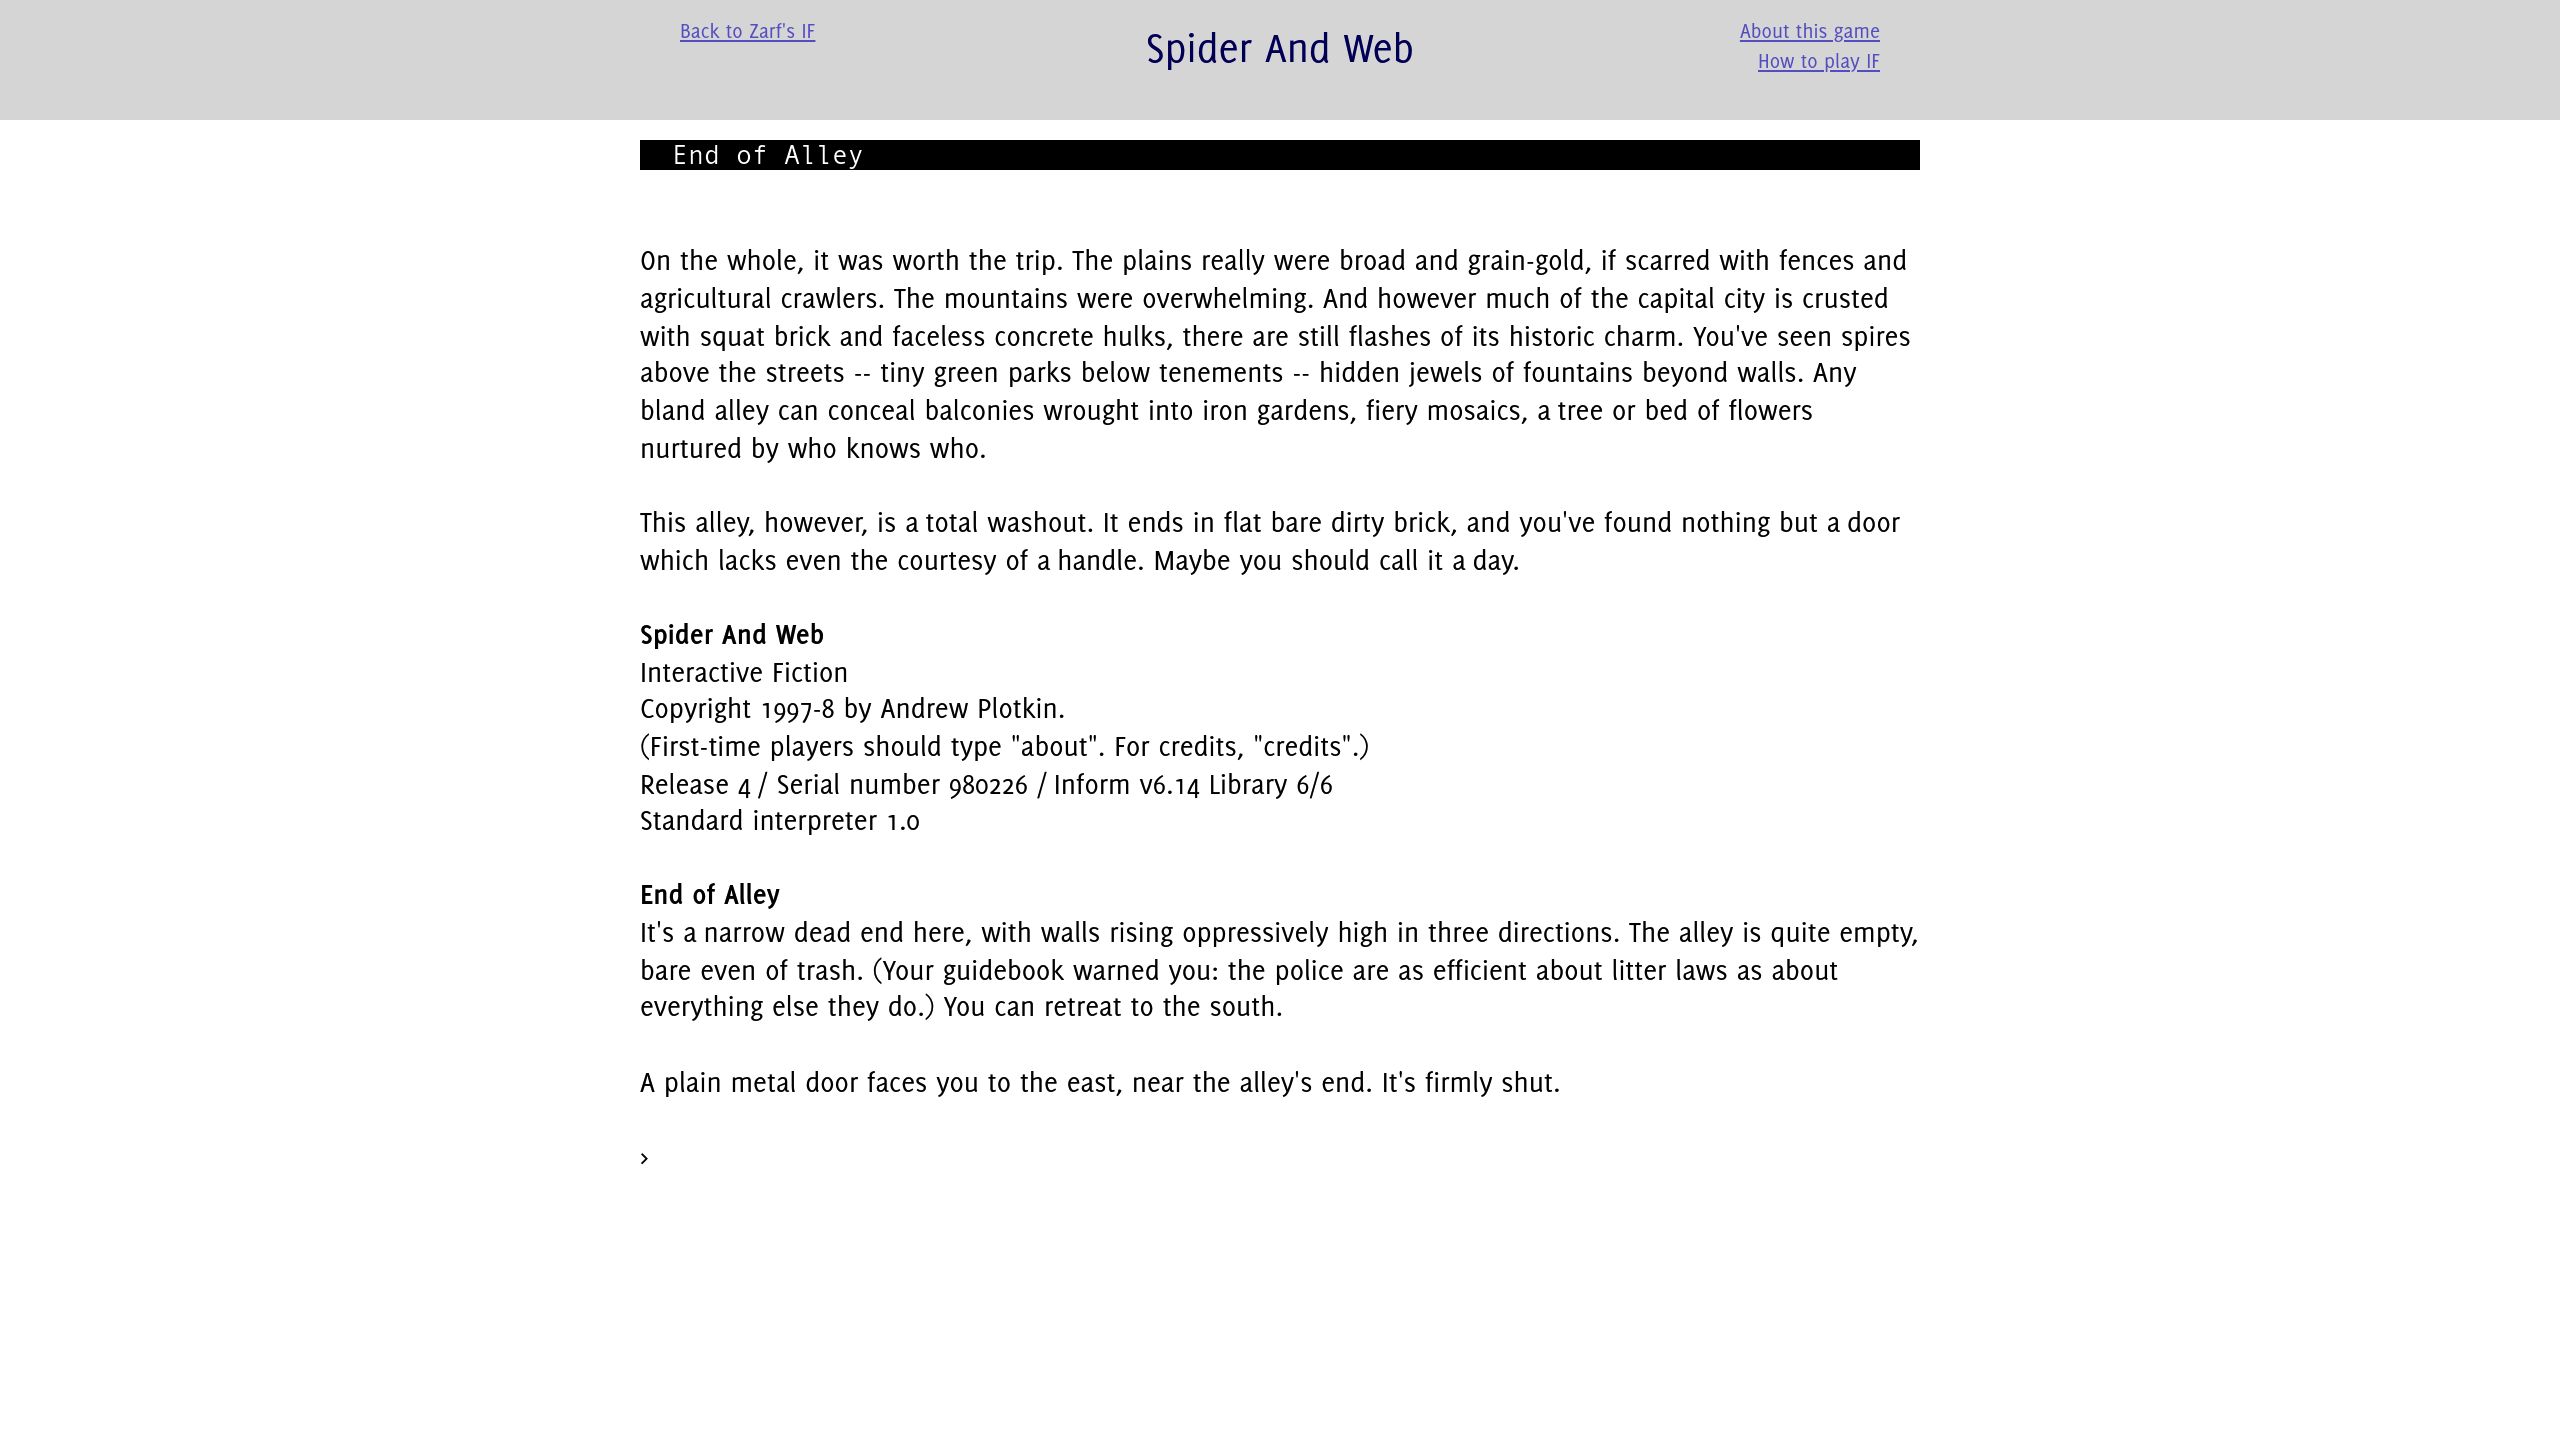 Back to Zarf's IF
Spider And Web
About this game
How to play IF
End of Alley
On the whole, it was worth the trip. The plains really were broad and grain-gold, if scarred with fences and
agricultural crawlers. The mountains were overwhelming. And however much of the capital city is crusted
with squat brick and faceless concrete hulks, there are still flashes of its historic charm. You've seen spires
above the streets -- tiny green parks below tenements -- hidden jewels of fountains beyond walls. Any
bland alley can conceal balconies wrought into iron gardens, fiery mosaics, a tree or bed of flowers
nurtured by who knows who.
This alley, however, is a total washout. It ends in flat bare dirty brick, and you've found nothing but a door
which lacks even the courtesy of a handle. Maybe you should call it a day.
Spider And Web
Interactive Fiction
Copyright 1997-8 by Andrew Plotkin.
(First-time players should type "about". For credits, "credits".)
Release 4 / Serial number 980226 / Inform v6.14 Library 6/6
Standard interpreter 1.0
End of Alley
It's a narrow dead end here, with walls rising oppressively high in three directions. The alley is quite empty,
bare even of trash. (Your guidebook warned you: the police are as efficient about litter laws as about
everything else they do.) You can retreat to the south.
A plain metal door faces you to the east, near the alley's end. It's firmly shut.
>